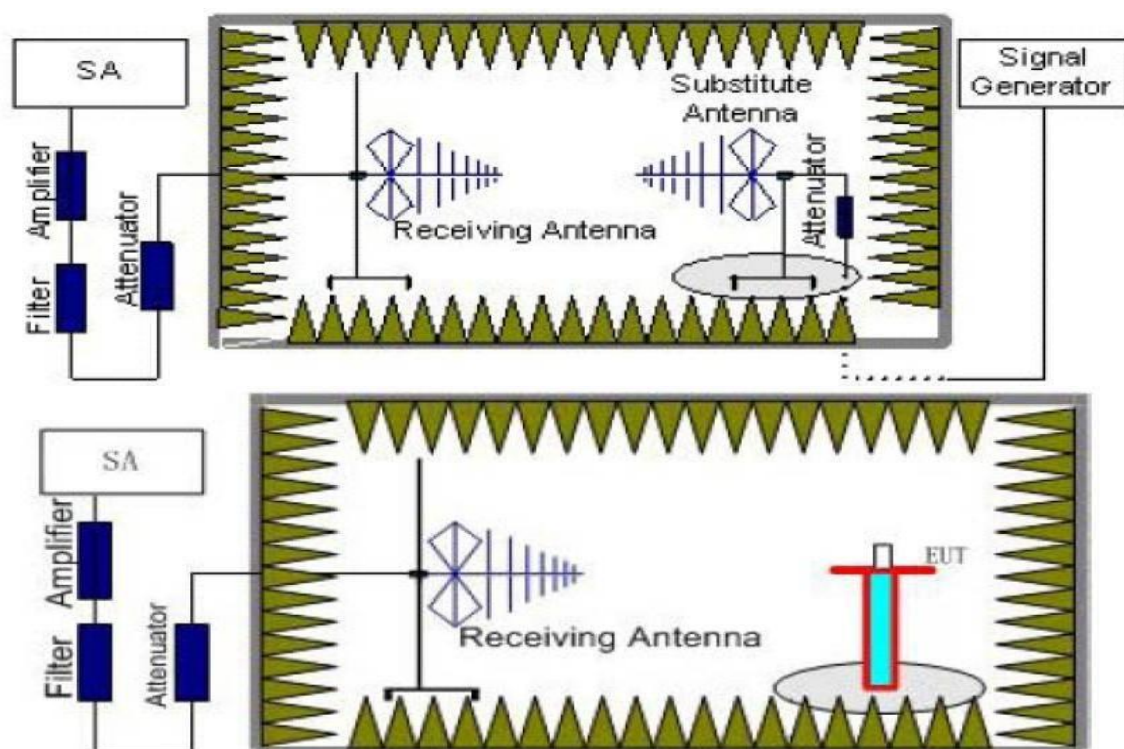 SA
Signal
Generator
Substitute
Antenna
Amplifier
Attenuator
Attenuator
Receiving Antenna
Filter
SA
Amplifier
EUT
Attenuator
Receiving Antenna
Filter